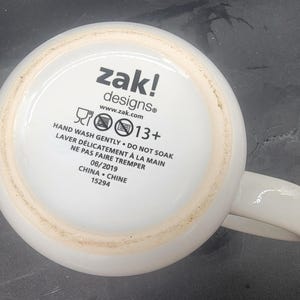 zak!
designs®
www.zak.com
13+
HAND WASH GENTLY • DO NOT SOAK
LAVER DÉLICATEMENT À LA MAIN
NE PAS FAIRE TREMPER
06/2019
CHINA • CHINE
15294